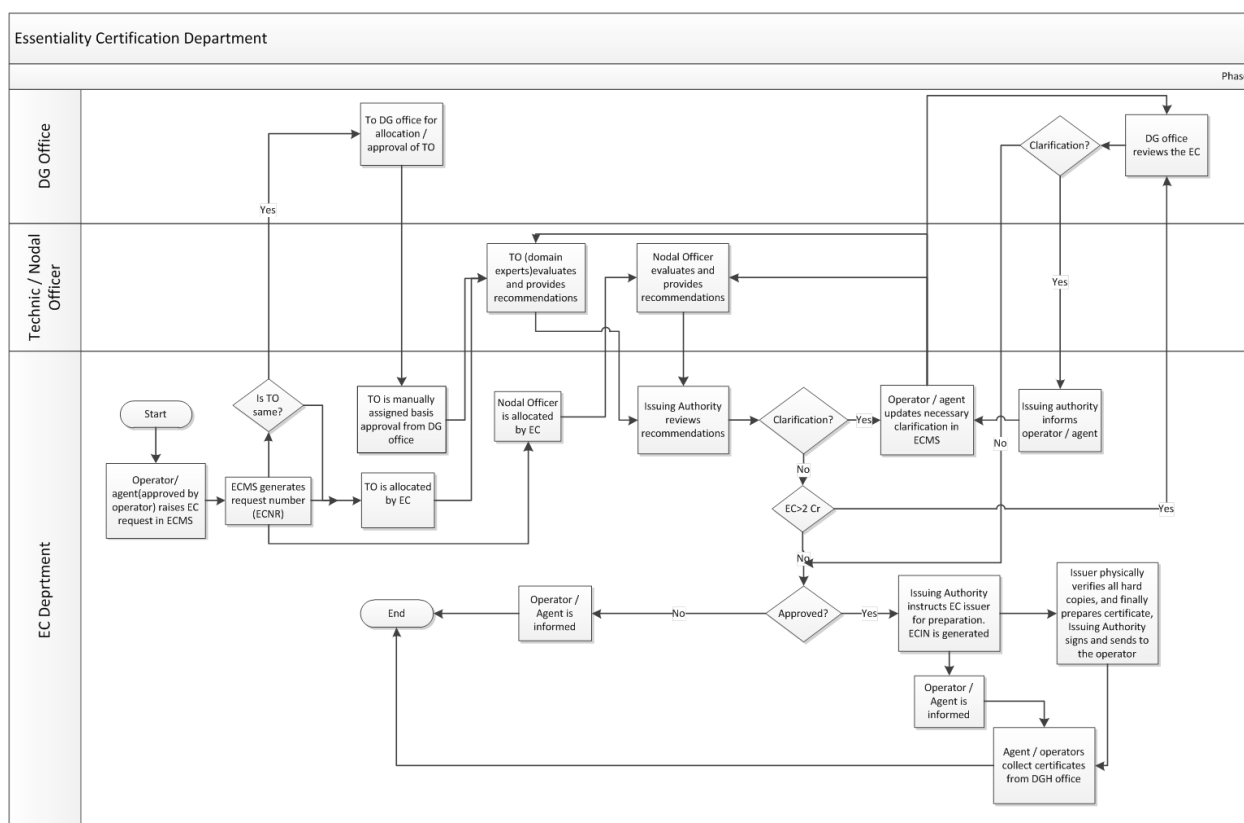 Essentiality Certification Department
Phas
DG Office
To DG office for
allocation /
approval of TO
Clarification?
DG office
reviews the EC
Yes
Technic / Nodal
Officer
TO (domain
experts)evaluates
and provides
recommendations
Nodal Officer
evaluates and
provides
recommendations
Yes
EC Deprtment
Start
Is TO
same?
TO is manually
assigned basis
approval from DG
office
Nodal Officer
is allocated
by EC
Issuing Authority
reviews
recommendations
Clarification?
Yes
Operator / agent
updates necessary
clarification in
ECMS
Issuing authority
informs
operator / agent
No
Operator/
agent(approved by
operator) raises EC
request in ECMS
ECMS generates
request number
(ECNR)
TO is allocated
by EC
No
EC>2 Cr
Yes
No
End
Operator /
Agent is
informed
No
Approved?
Yes
Issuing Authority
instructs EC issuer
for preparation.
ECIN is generated
Issuer physically
verifies all hard
copies, and finally
prepares certificate,
Issuing Authority
signs and sends to
the operator
Operator /
Agent is
informed
Agent / operators
collect certificates
from DGH office